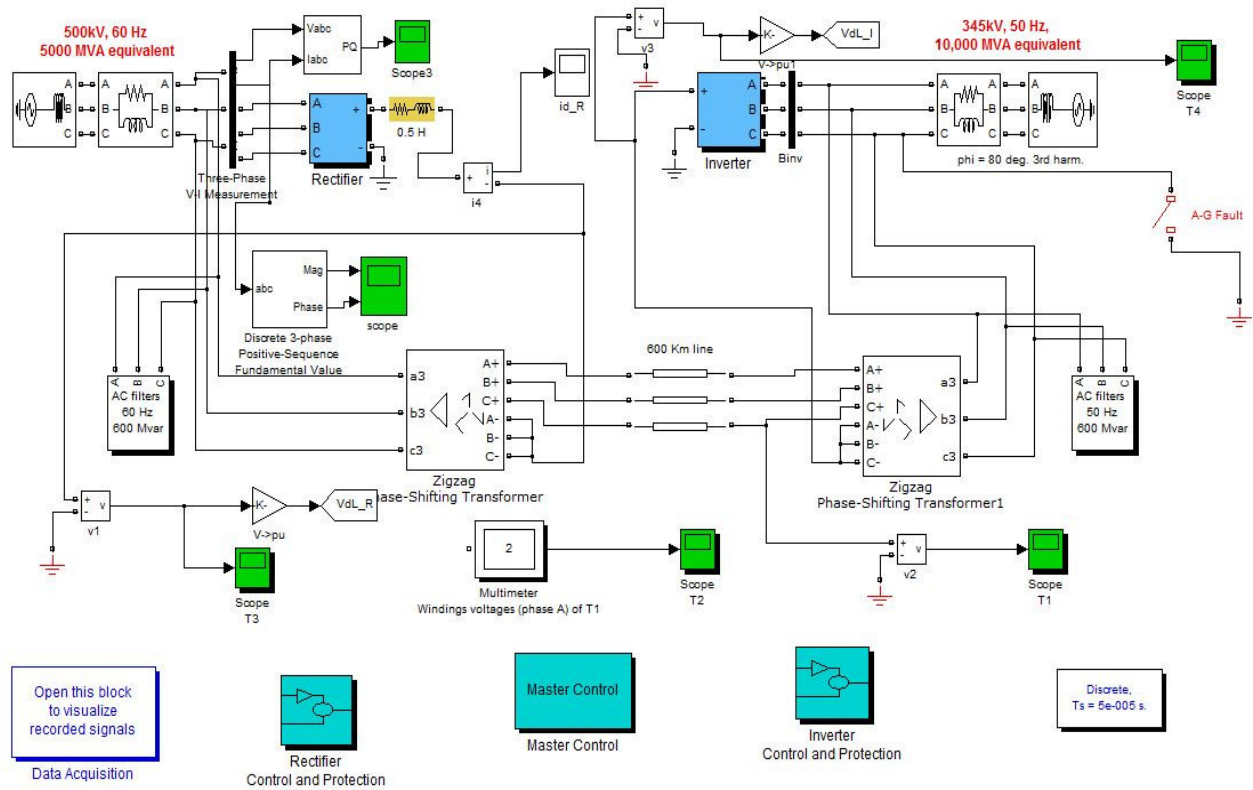 500kV, 60 Hz
5000 MVA equivalent
Vabc
Iabc
PQ
Scope3
A
B
C
A
B
C
A
B
C
Three-Phase
V-I Measurement
A
B
C
+
-
Rectifier
0.5 H
+
-
i
i4
id_R
+
-
v
v3
K-
V->pu1
VdL_I
345kV, 50 Hz,
10,000 MVA equivalent
Scope
T4
+
-
A
B
C
Inverter
Binv
A
B
C
A
B
C
A
B
C
phi = 80 deg. 3rd harm.
A-G Fault
abc
Mag
Phase
Discrete 3-phase
Positive-Sequence
Fundamental Value
scope
A
B
C
AC filters
60 Hz
600 Mvar
a3
b3
c3
A+
B+
C+
A-
B-
C-
Zigzag
hase-Shifting Transformer
600 Km line
A+
B+
C+
A-
B-
C-
a3
b3
c3
Zigzag
Phase-Shifting Transformer1
A
B
C
AC filters
50 Hz
600 Mvar
+
-
v
v1
K-
V->pu
VdL_R
Scope
T3
2
Multimeter
Windings voltages (phase A) of T1
Scope
T2
+
-
v
v2
Scope
T1
Open this block
to visualize
recorded signals
Data Acquisition
Rectifier
Control and Protection
Master Control
Master Control
Inverter
Control and Protection
Discrete,
Ts = 5e-005 s.